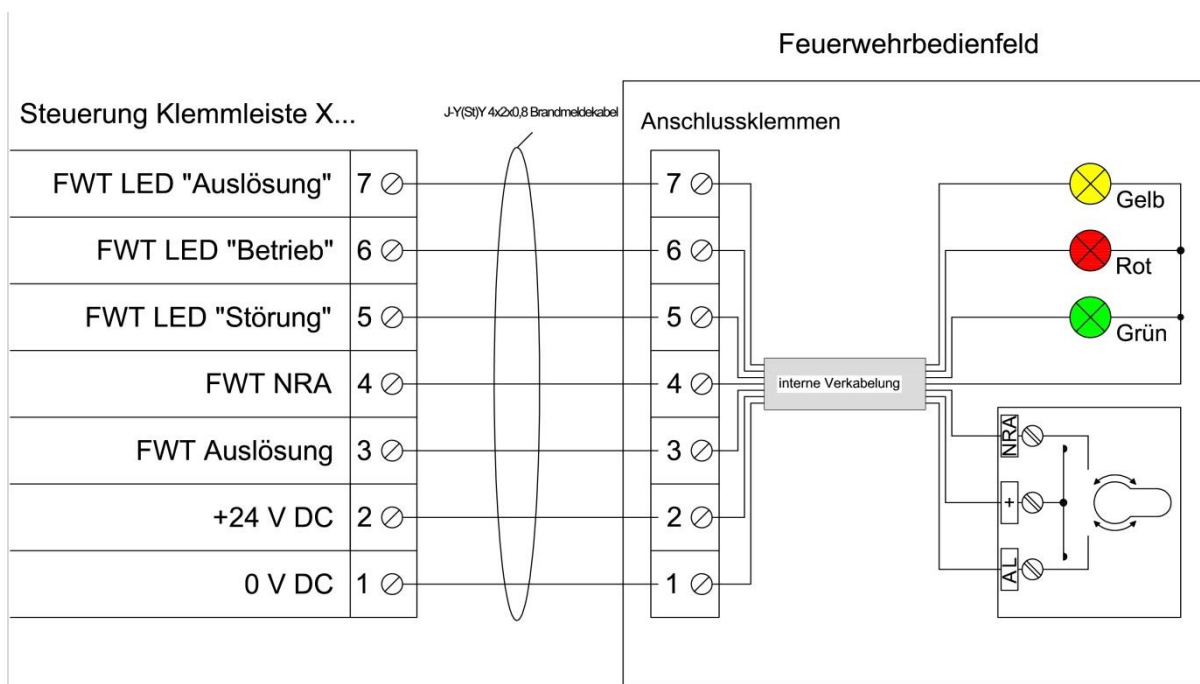 Feuerwehrbedienfeld
Steuerung Klemmleiste X...
J-Y(St)Y 4x2x0,8 Brandmeldekabel
Anschlussklemmen
FWT LED "Auslösung" 7 7
FWT LED "Betrieb" 6 6
FWT LED "Störung" 5 5
FWT NRA 4 4
FWT Auslösung 3 3
+24 V DC 2 2
0 V DC 1 1
interne Verkabelung
Gelb
Rot
Grün
NRA
+
AL